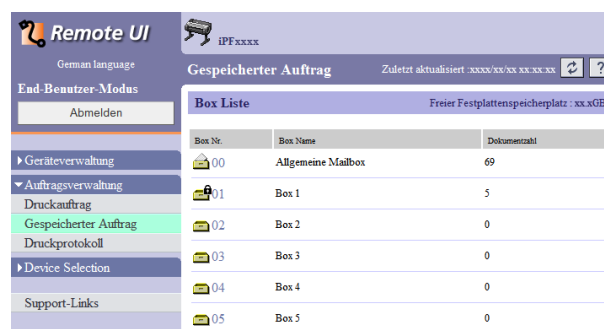 Remote UI
German language
End-Benutzer-Modus
Abmelden
Geräteverwaltung
Auftragsverwaltung
Druckauftrag
Gespeicherter Auftrag
Druckprotokoll
Device Selection
Support-Links
iPFxxxx
Gespeicherter Auftrag Zuletzt aktualisiert :xxxx/xx/xx xx:xx:xx ?
Box Liste Freier Festplattenspeicherplatz : xx.xGB
Box Nr. Box Name Dokumentzahl
00 Allgemeine Mailbox 69
01 Box 1 5
02 Box 2 0
03 Box 3 0
04 Box 4 0
05 Box 5 0